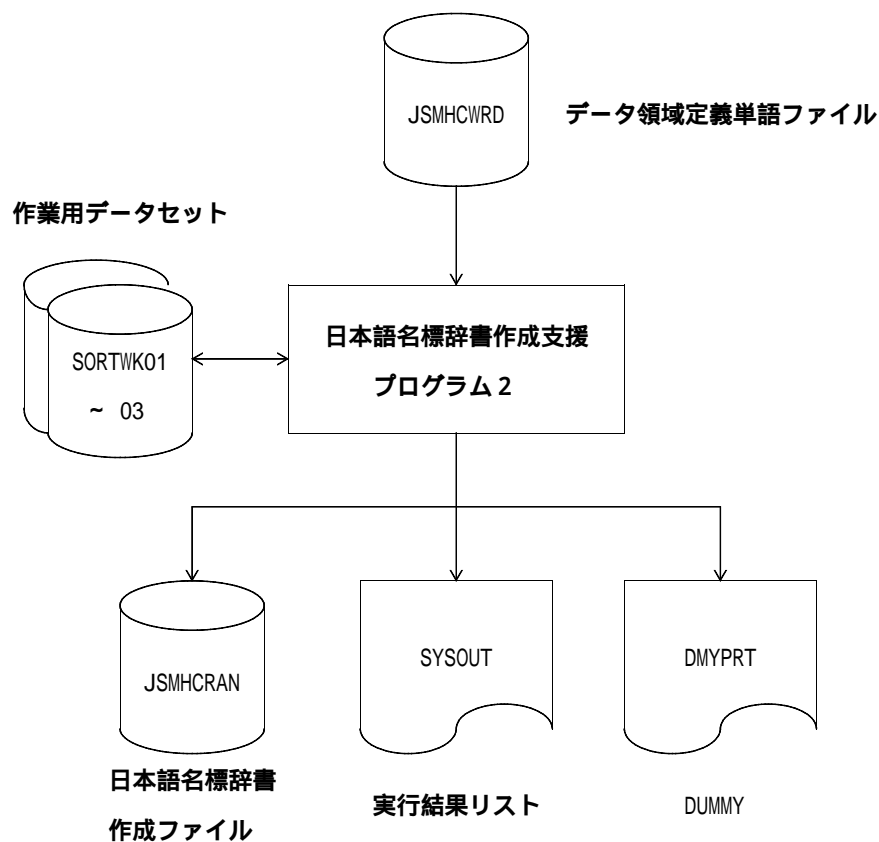 JSMHCWRD
データ領域定義単語ファイル
作業用データセット
SORTWK01
~ 03
日本語名標辞書作成支援
プログラム2
JSMHCRAN
SYSOUT
DMYPRT
日本語名標辞書
作成ファイル
実行結果リスト
DUMMY